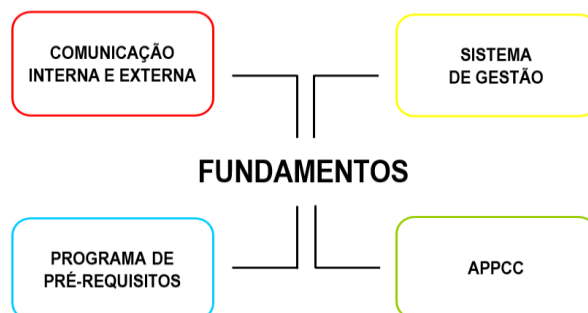 COMUNICAÇÃO
INTERNA E EXTERNA
SISTEMA
DE GESTÃO
FUNDAMENTOS
PROGRAMA DE
PRÉ-REQUISITOS
APPCC